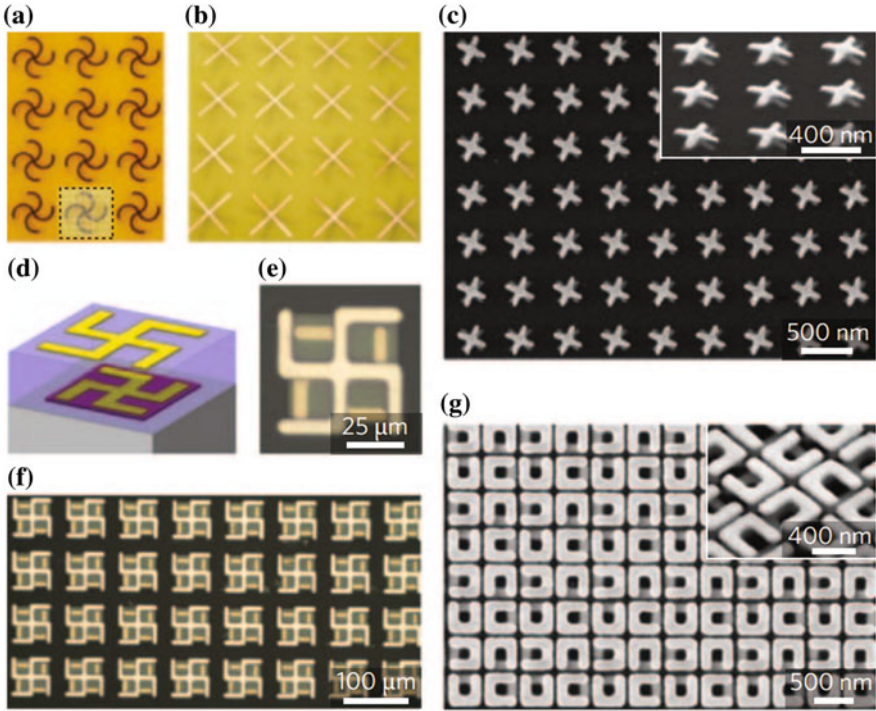 (a)
(b)
(c)
400 nm
500 nm
(d)
(e)
25 μm
(f)
100 μm
(g)
400 nm
500 nm